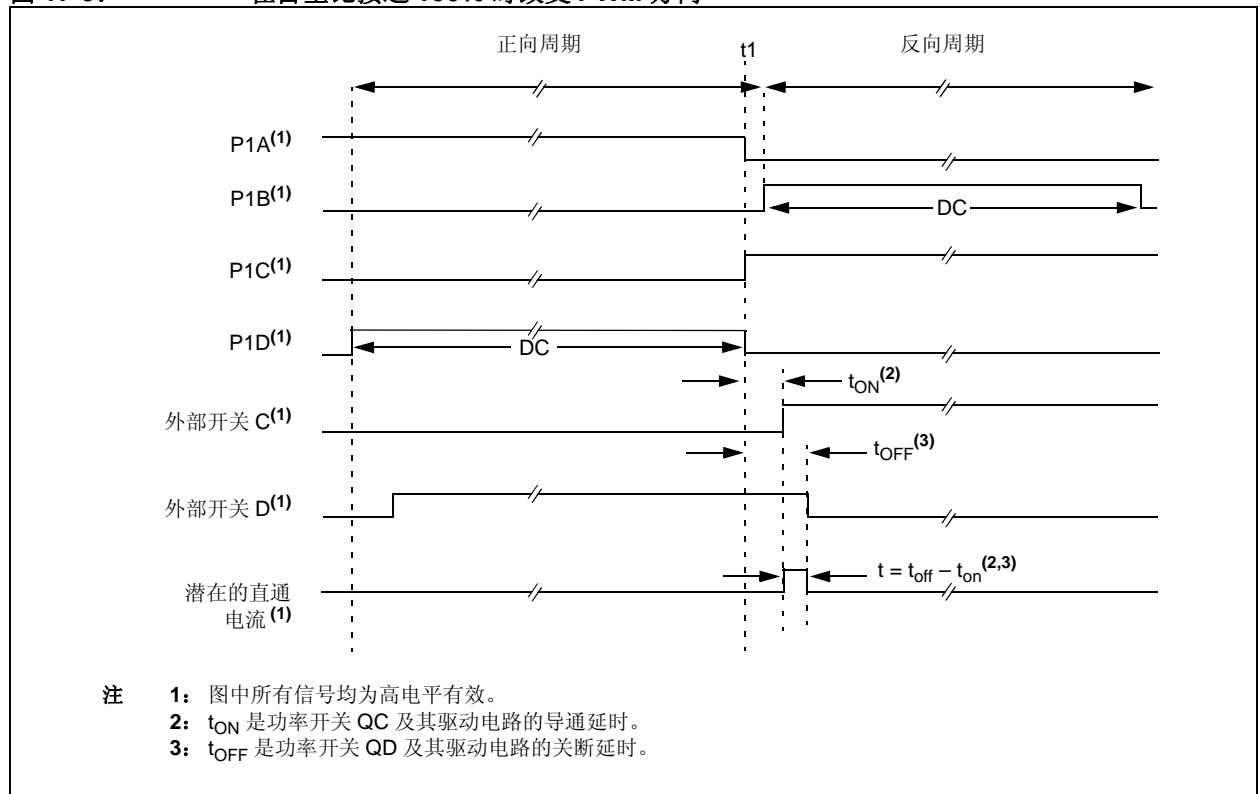 正向周期
t1
反向周期
P1A(1)
P1B(1)
DC
P1C(1)
P1D(1)
DC
tON(2)
外部开关 C(1)
tOFF(3)
外部开关 D(1)
t = toff – ton(2,3)
潜在的直通
电流(1)
注 1: 图中所有信号均为高电平有效。
2: tON 是功率开关 QC 及其驱动电路的导通延时。
3: tOFF 是功率开关 QD 及其驱动电路的关断延时。